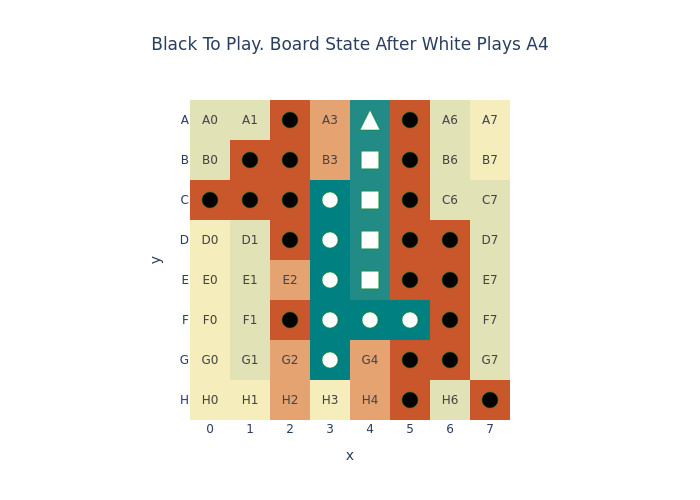 Black To Play. Board State After White Plays A4
A A0 A1 A3 A6 A7
B B0 B3 B6 B7
C C6 C7
D D0 D1 D7
E E0 E1 E2 E7
F F0 F1 F7
G G0 G1 G2 G4 G7
H H0 H1 H2 H3 H4 H6
0 1 2 3 4 5 6 7
x
y